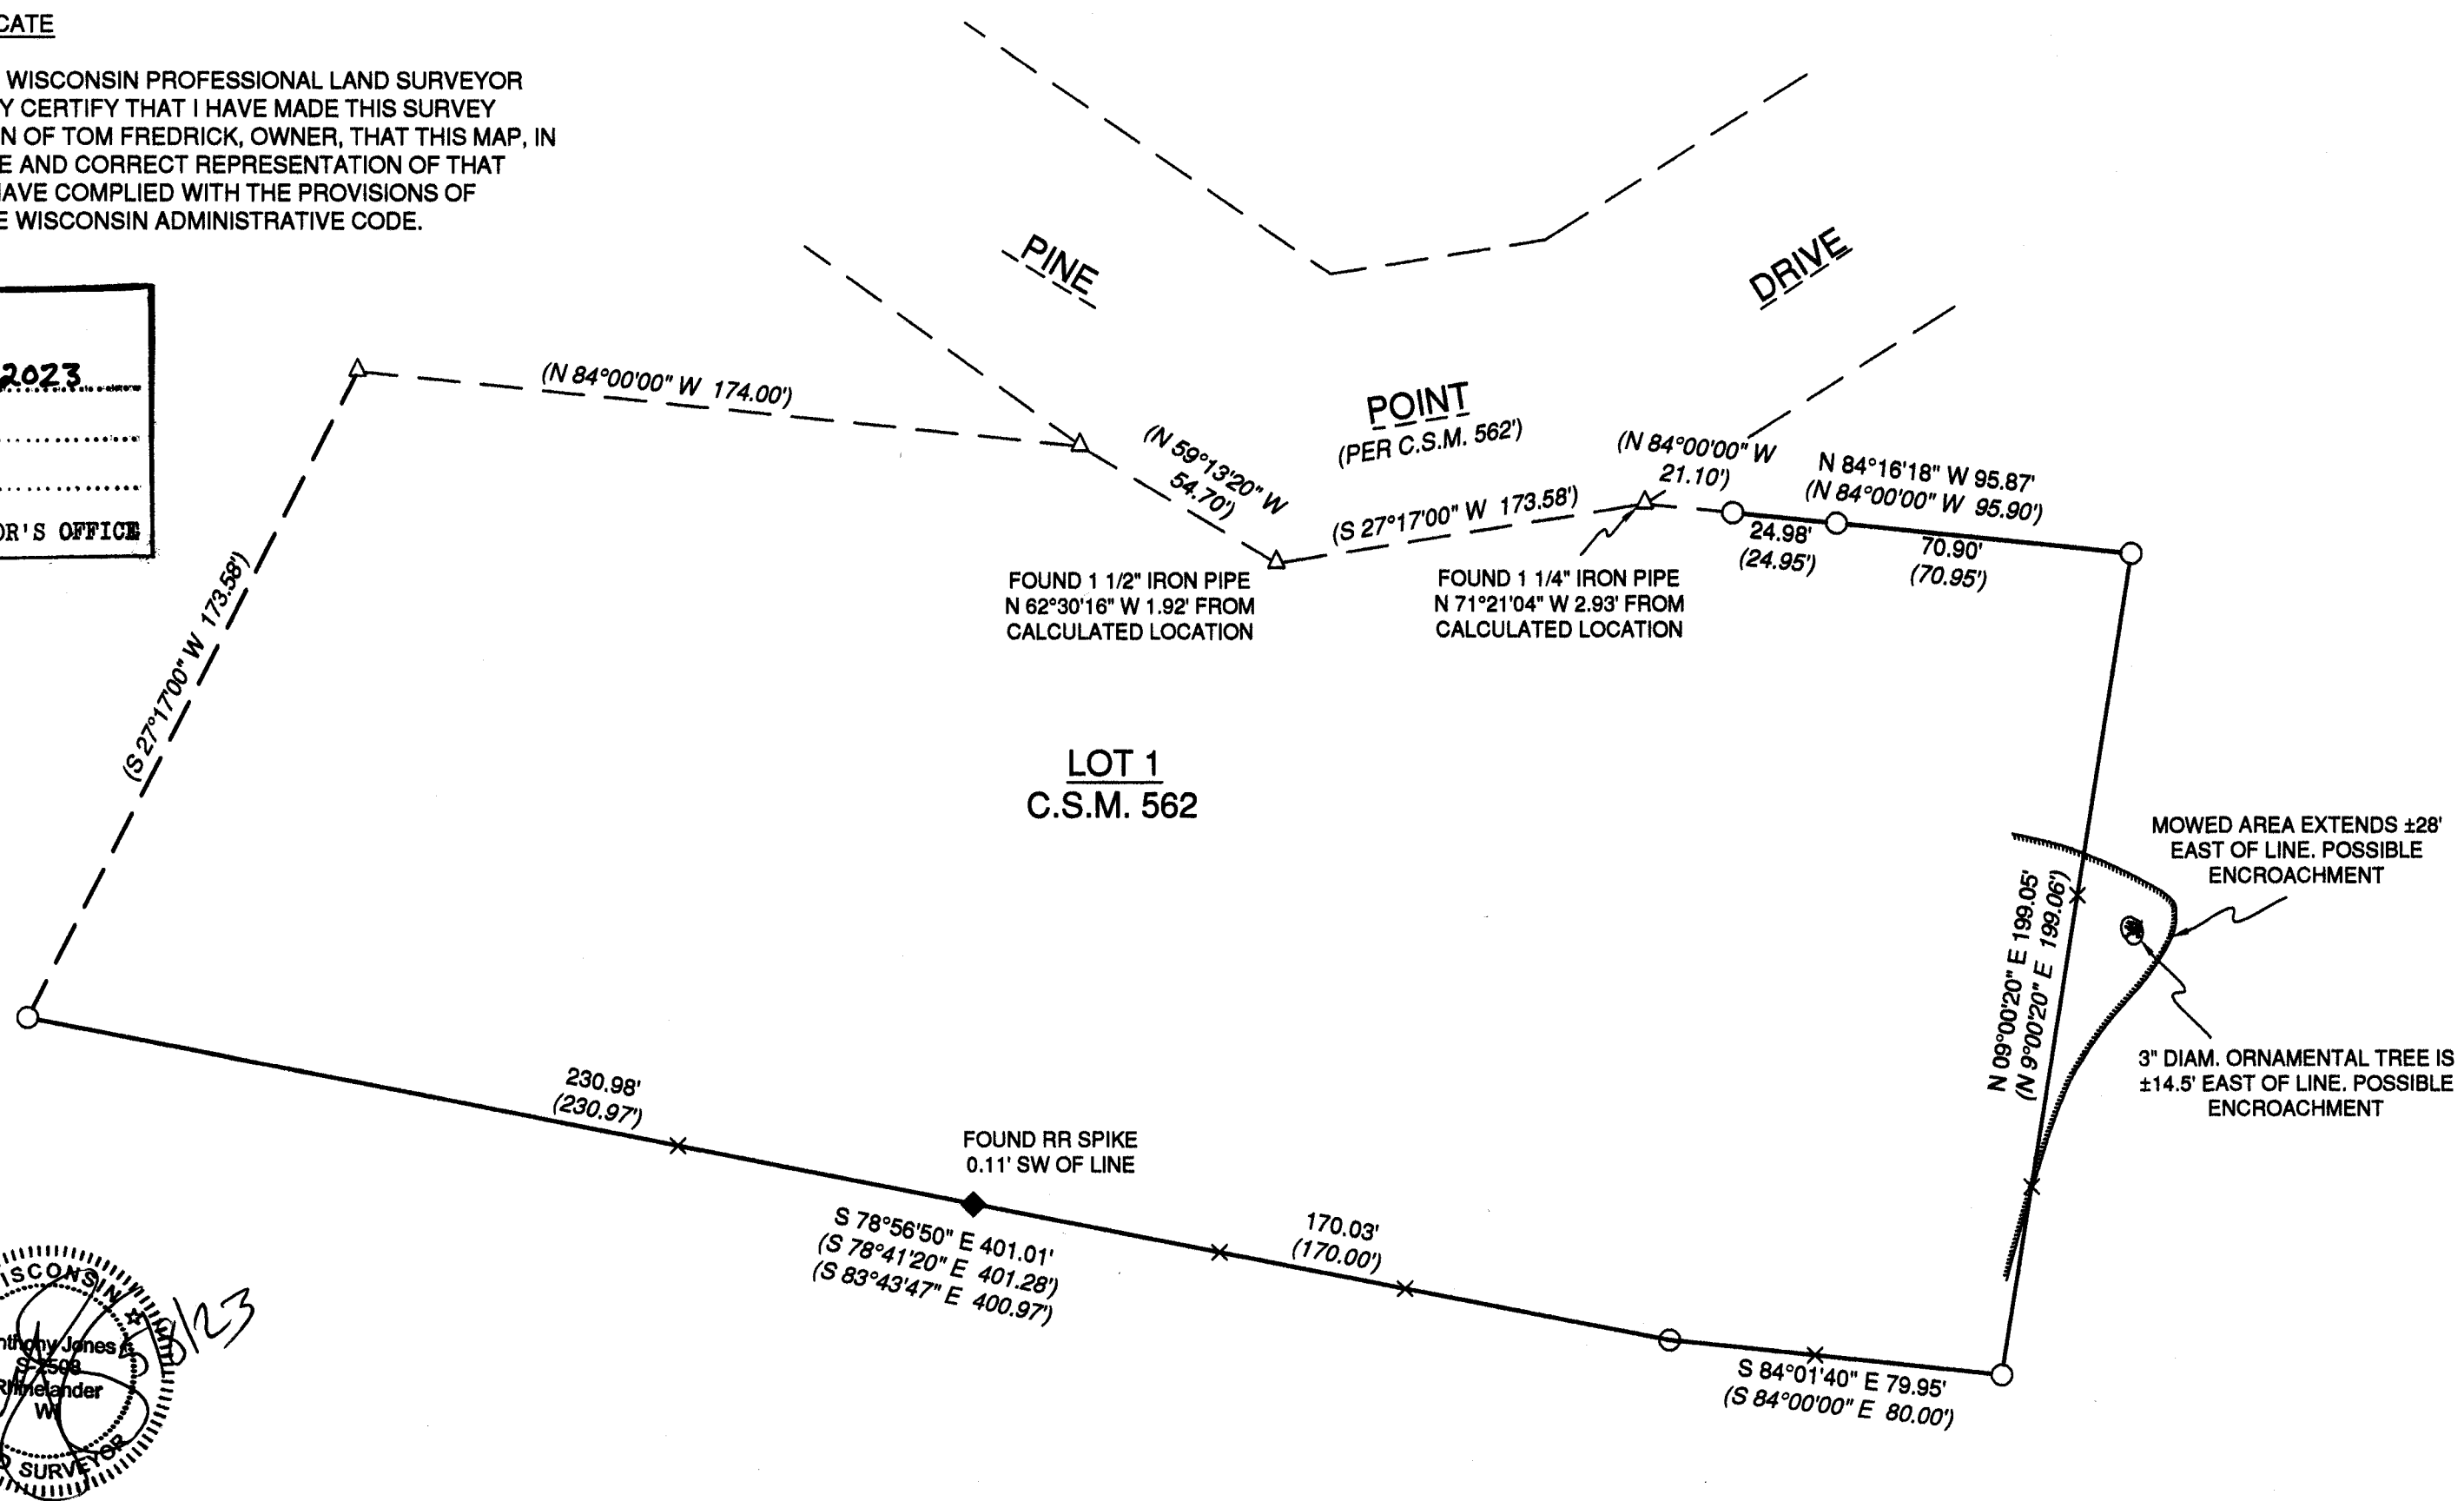 CATE
WISCONSIN PROFESSIONAL LAND SURVEYOR
Y CERTIFY THAT I HAVE MADE THIS SURVEY
N OF TOM FREDRICK, OWNER, THAT THIS MAP, IN
E AND CORRECT REPRESENTATION OF THAT
HAVE COMPLIED WITH THE PROVISIONS OF
E WISCONSIN ADMINISTRATIVE CODE.
2023
OR'S OFFICE
PINE
POINT
(PER C.S.M. 562')
DRIVE
(N 84°00'00" W 174.00')
(N 59°13'20" W
54.70')
(S 27°17'00" W 173.58')
(N 84°00'00" W
21.10')
N 84°16'18" W 95.87'
(N 84°00'00" W 95.90')
24.98'
(24.95')
70.90'
(70.95')
FOUND 1 1/2" IRON PIPE
N 62°30'16" W 1.92' FROM
CALCULATED LOCATION
FOUND 1 1/4" IRON PIPE
N 71°21'04" W 2.93' FROM
CALCULATED LOCATION
(S 27°17'00" W 173.58')
LOT 1
C.S.M. 562
MOWED AREA EXTENDS ±28'
EAST OF LINE. POSSIBLE
ENCROACHMENT
N 09°00'20" E 199.05'
(N 9°00'20" E 199.06')
3" DIAM. ORNAMENTAL TREE IS
±14.5' EAST OF LINE. POSSIBLE
ENCROACHMENT
230.98'
(230.97')
FOUND RR SPIKE
0.11' SW OF LINE
S 78°56'50" E 401.01'
(S 78°41'20" E 401.28')
(S 83°43'47" E 400.97')
170.03'
(170.00')
S 84°01'40" E 79.95'
(S 84°00'00" E 80.00')
ISCONSIN
nthony Jones
S-2508
Rhinelander
W
D SURVEYOR
/23